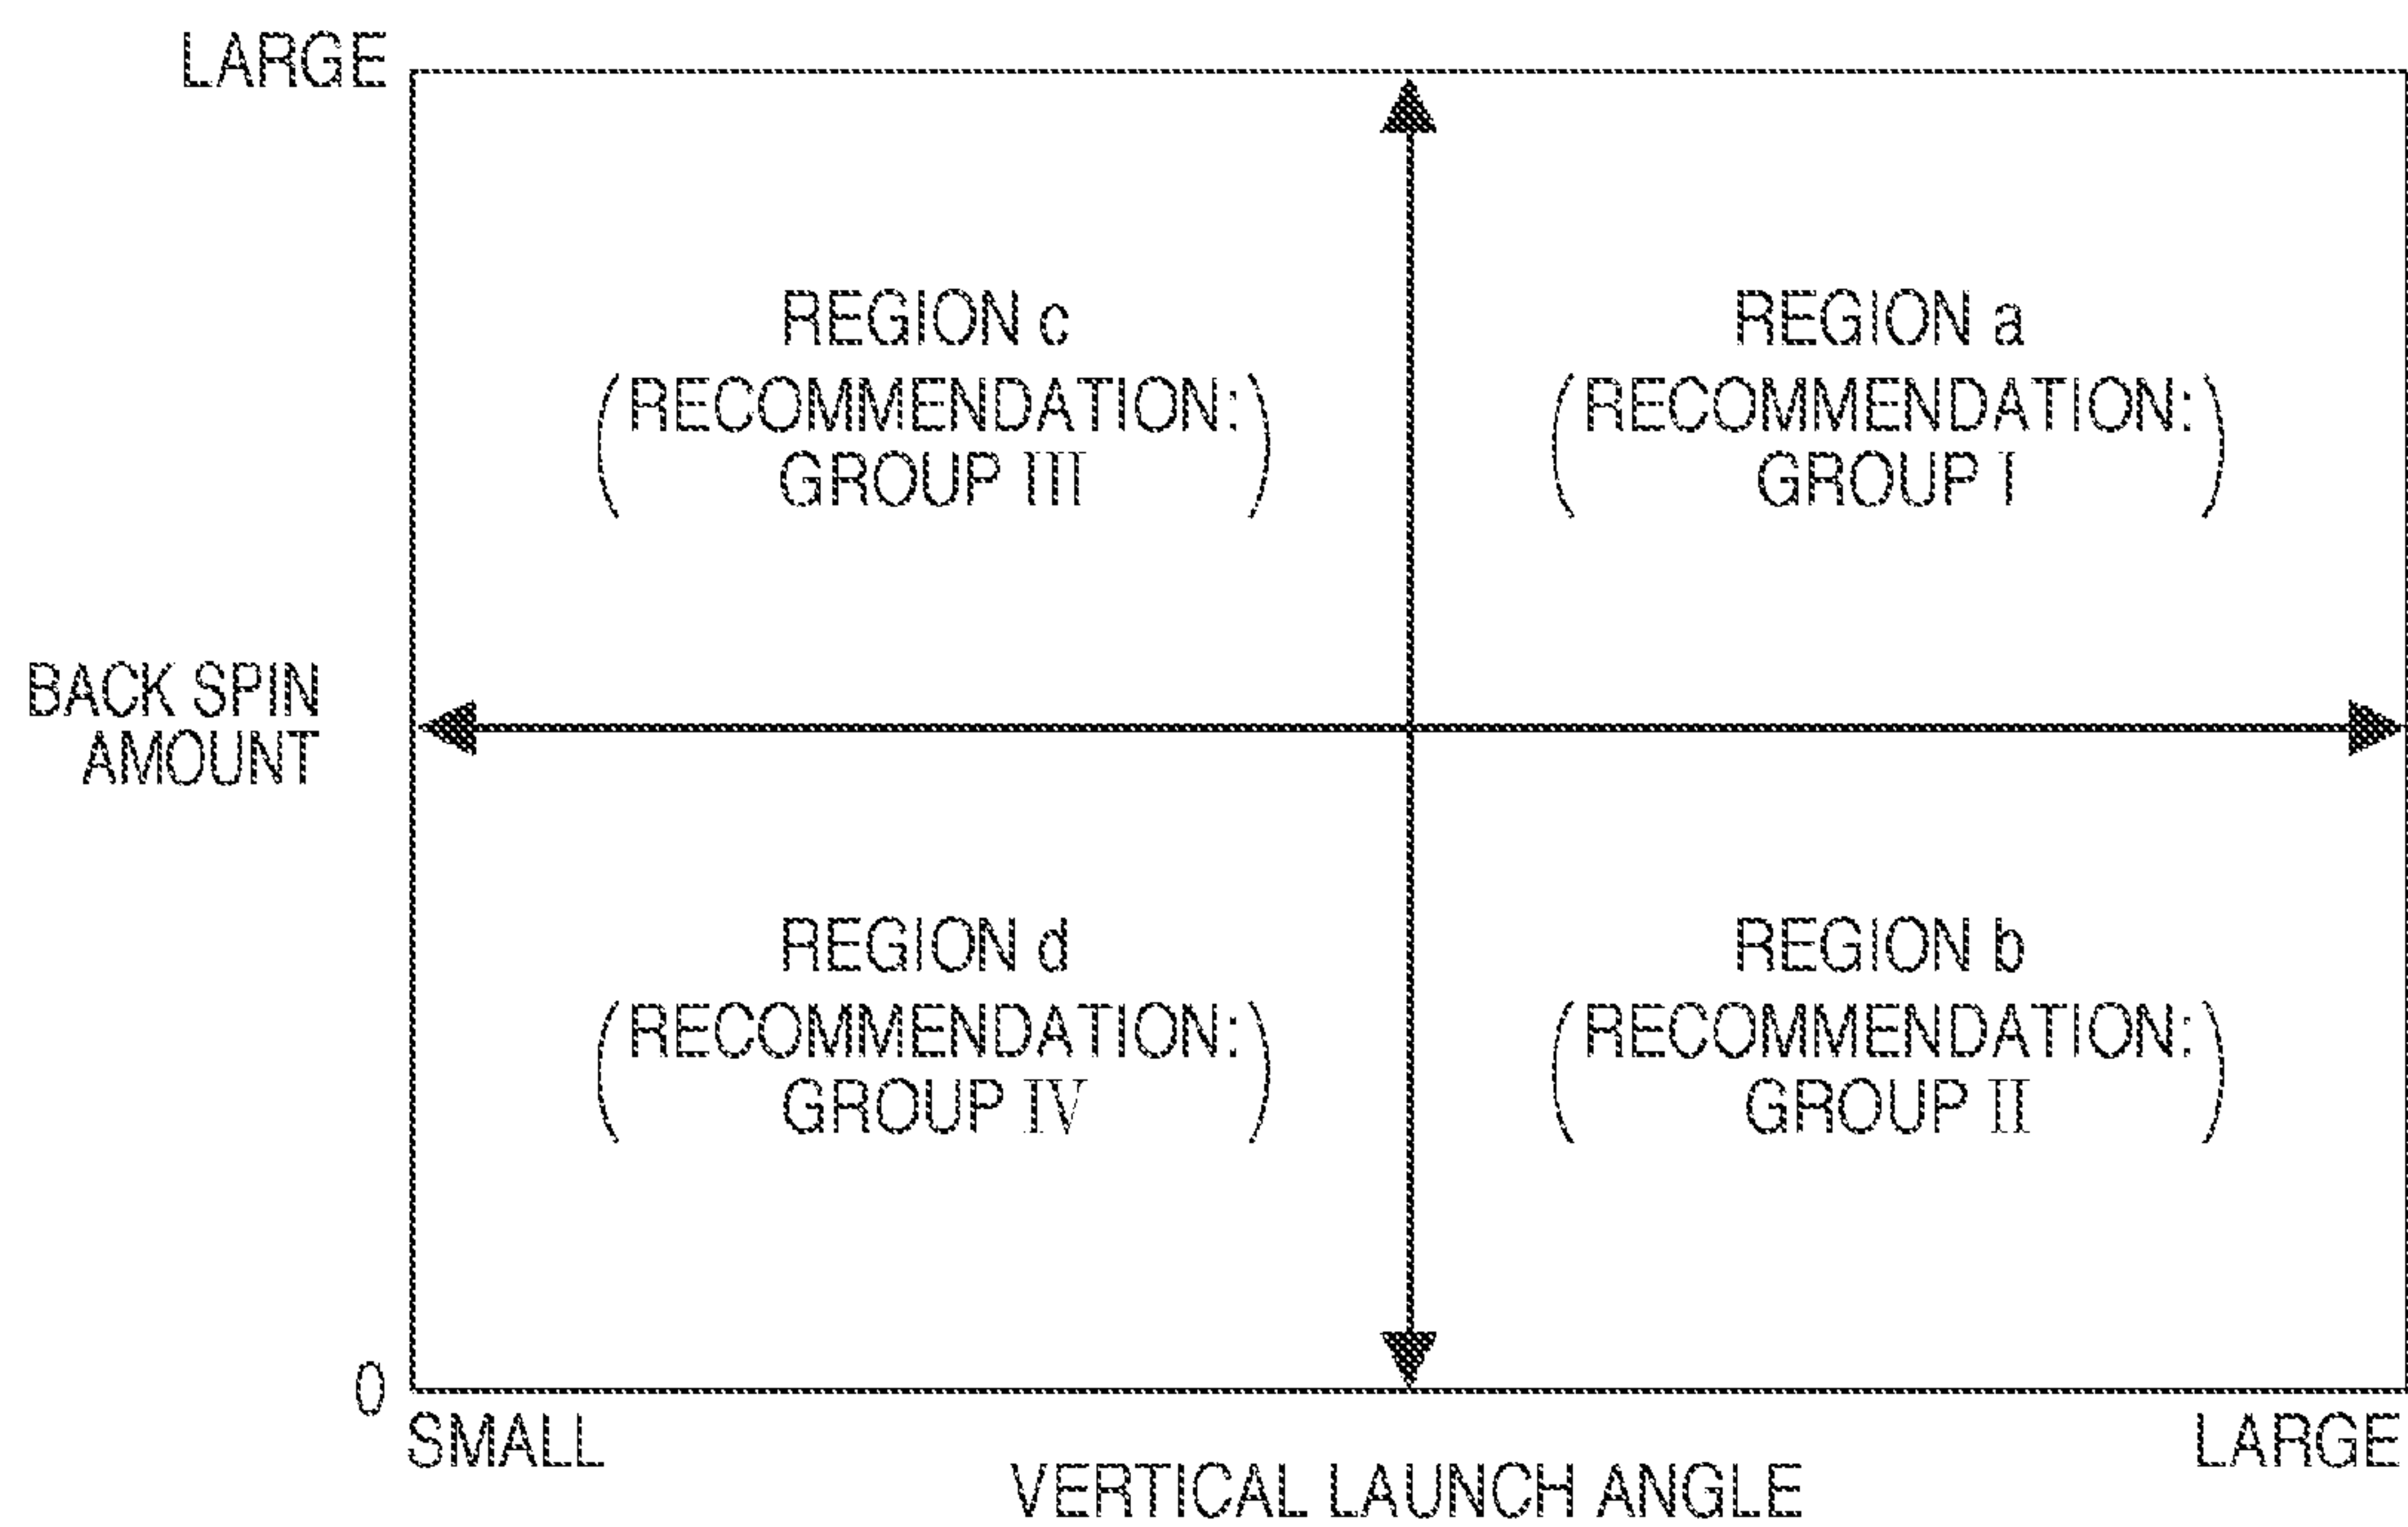 LARGE
REGION c
(RECOMMENDATION:
GROUP III)
REGION a
(RECOMMENDATION:
GROUP I)
BACK SPIN
AMOUNT
REGION d
(RECOMMENDATION:
GROUP IV)
REGION b
(RECOMMENDATION:
GROUP II)
0
SMALL
LARGE
VERTICAL LAUNCH ANGLE